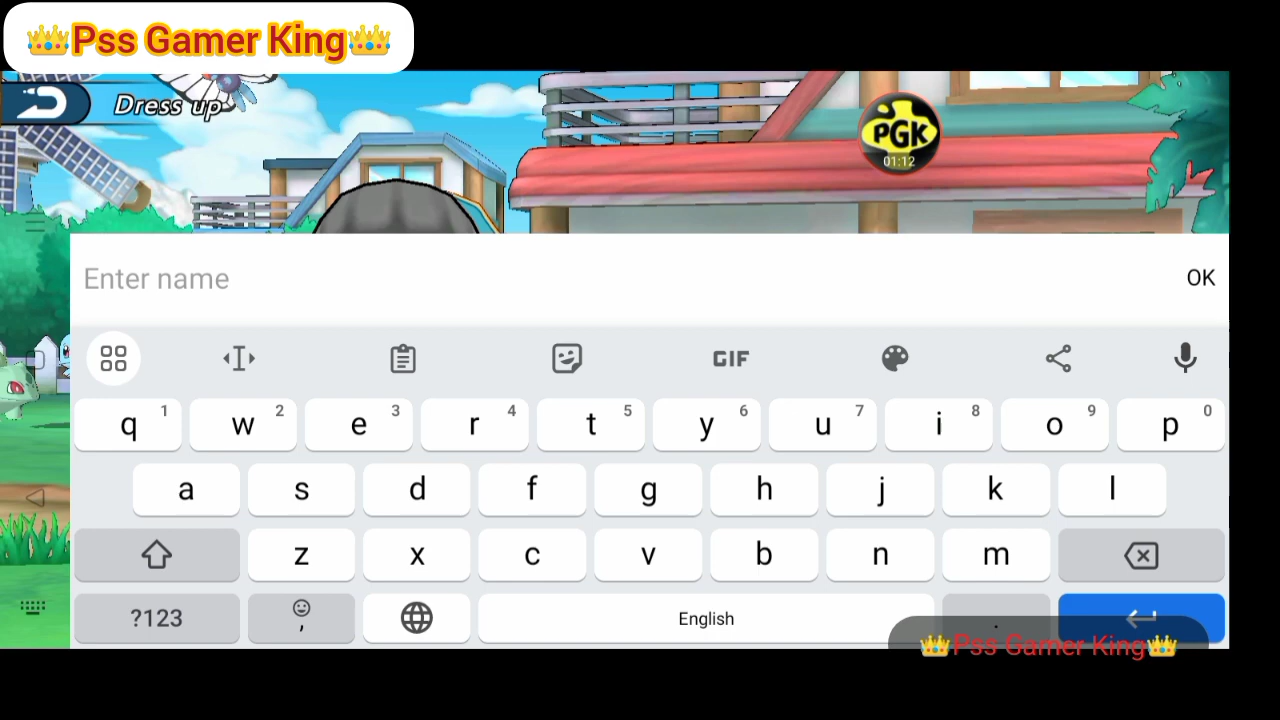 👑Pss Gamer King👑
Dress up
PGK
01:12
Enter name
OK
GIF
q 1 w 2 e 3 r 4 t 5 y 6 u 7 i 8 o 9 p 0
a s d f g h j k l
z x c v b n m
?123 , English .
👑Pss Gamer King👑